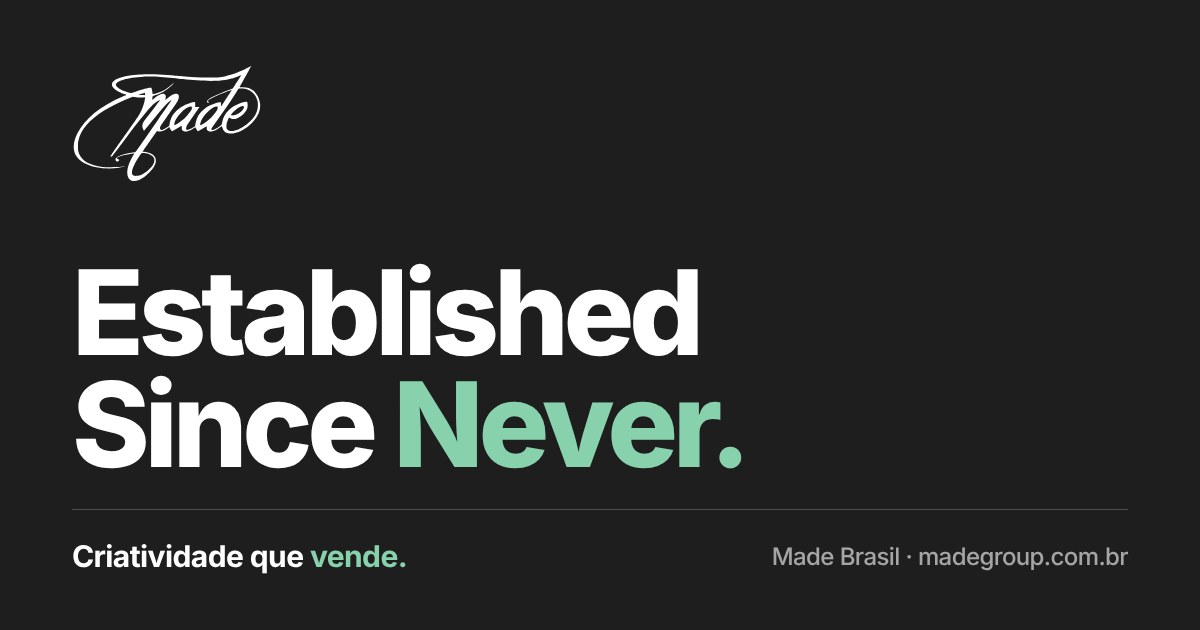 Made
Established
Since Never.
Criatividade que vende.
Made Brasil · madegroup.com.br